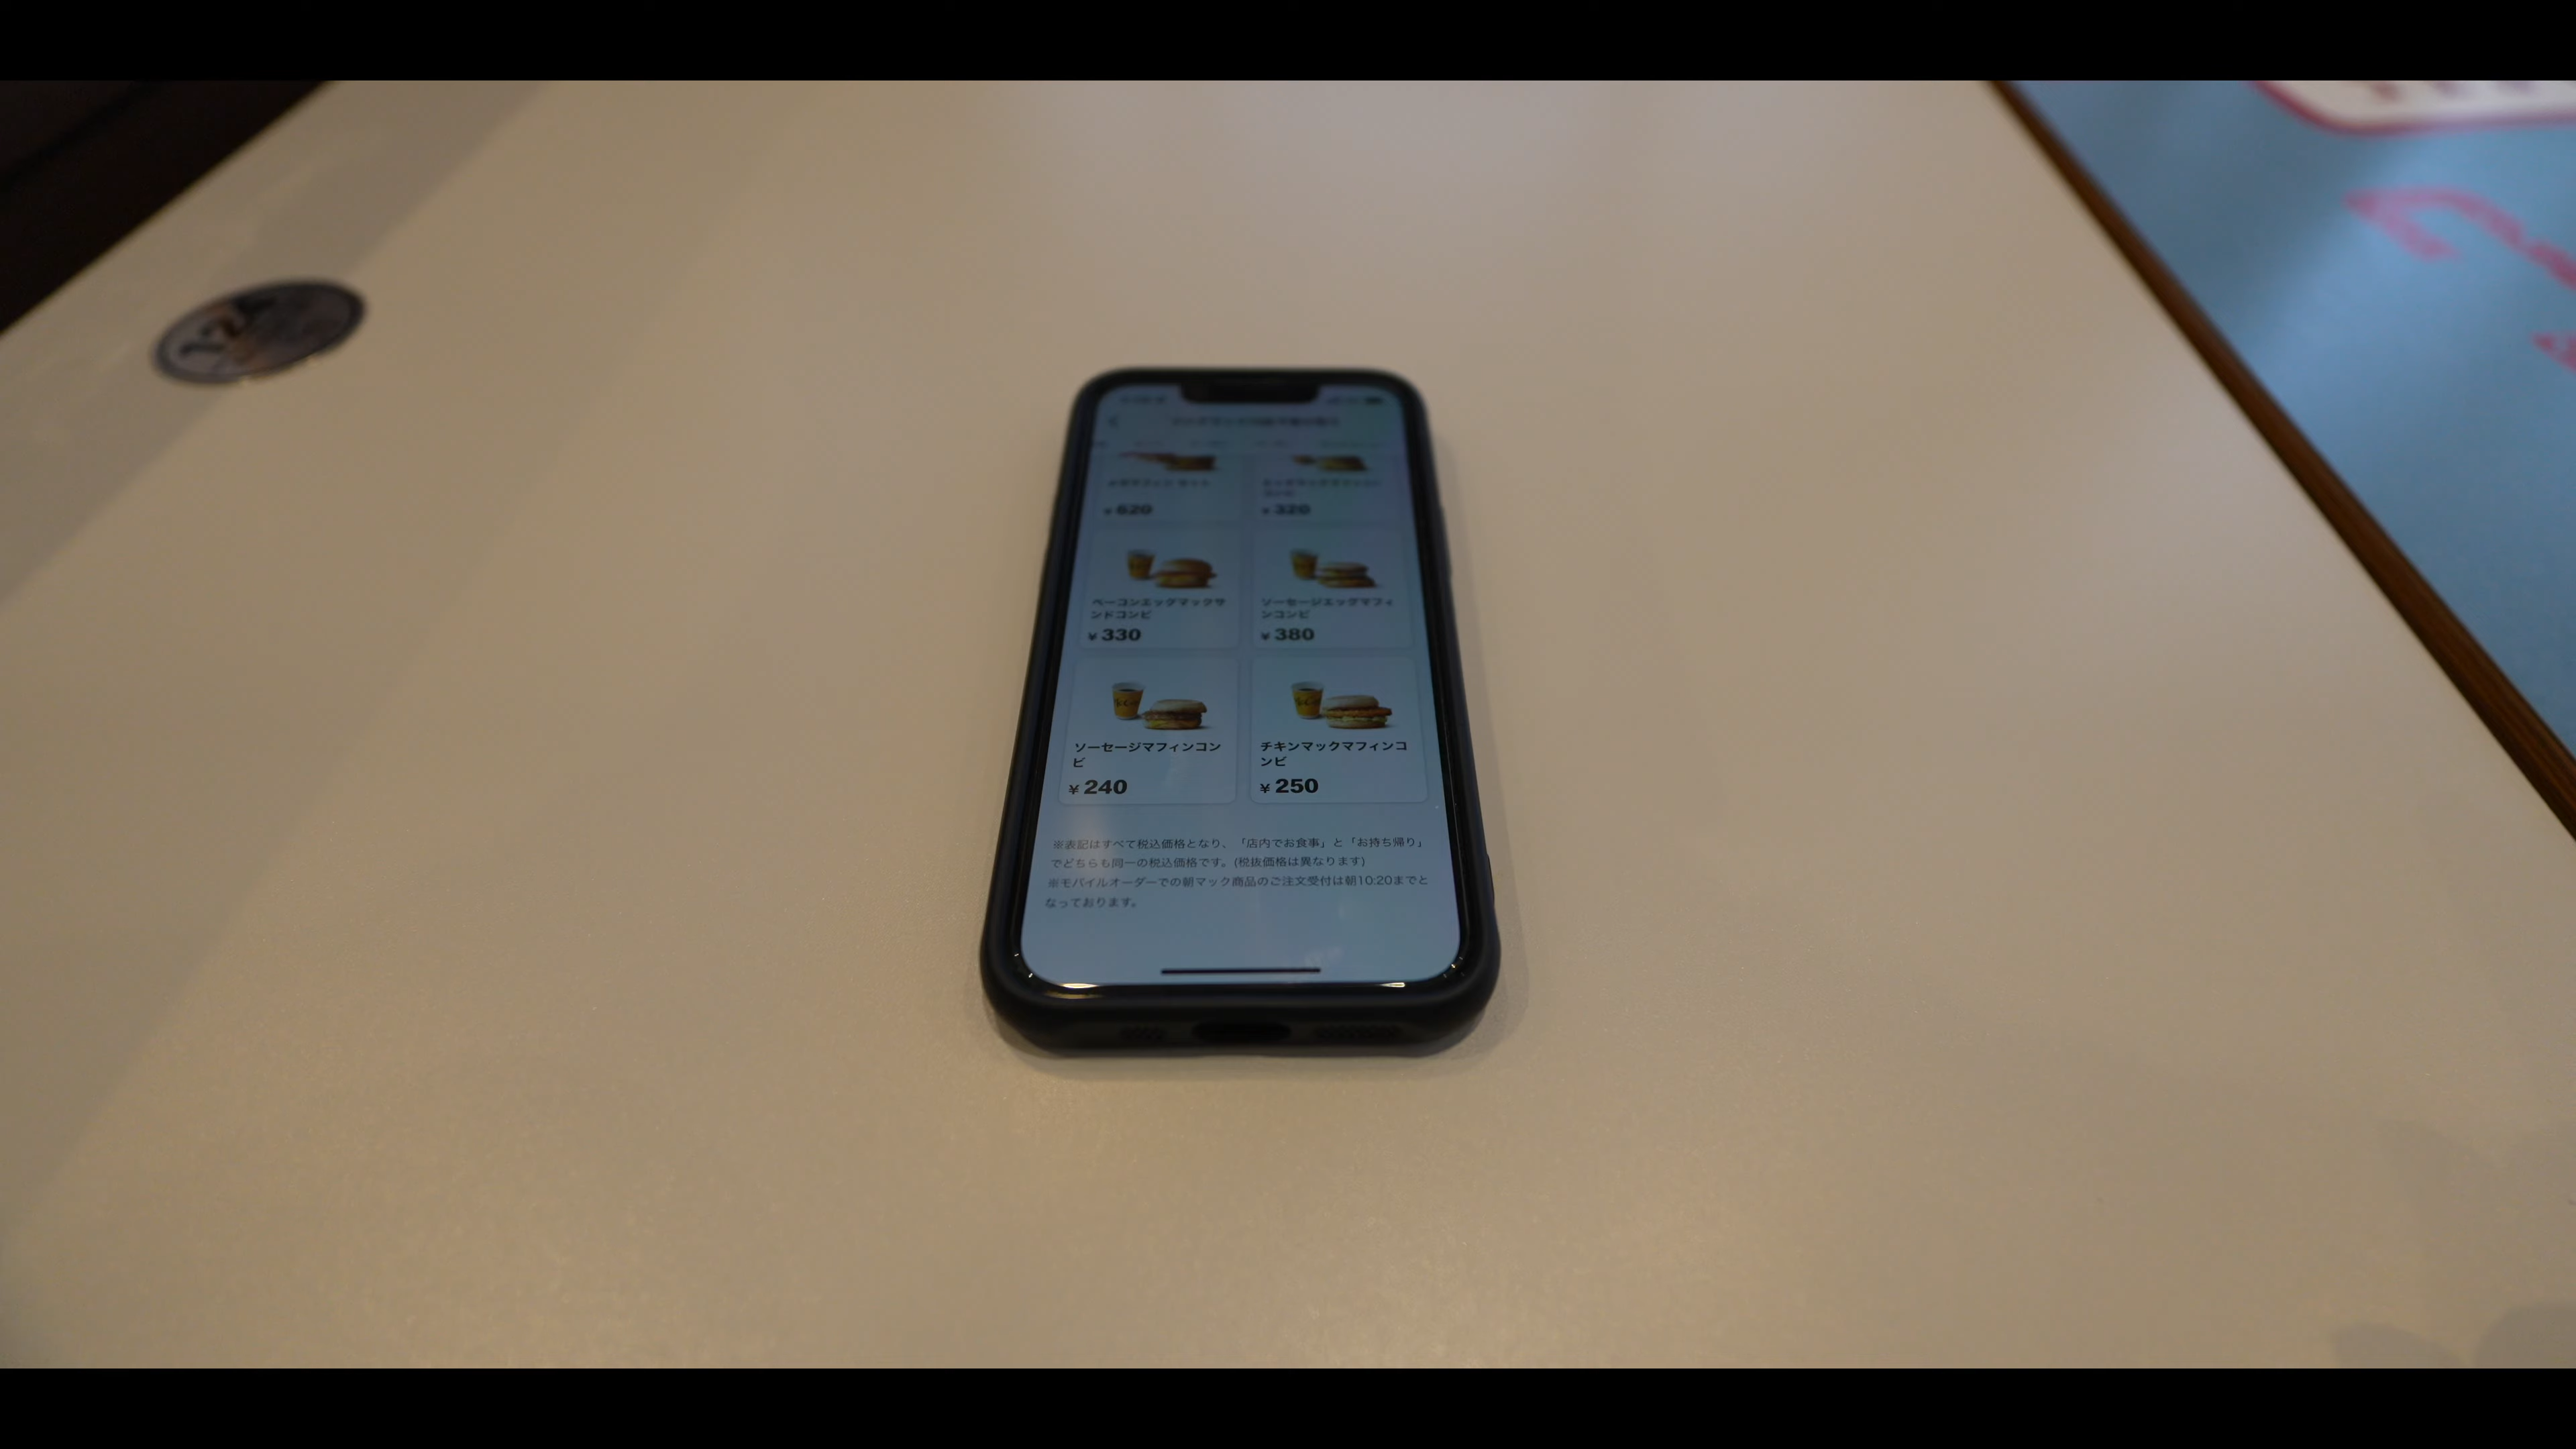 ¥620
¥320
ベーコンエッグマックサ
ンドコンビ
¥330
ソーセージエッグマフィ
ンコンビ
¥380
ソーセージマフィンコン
ビ
¥240
チキンマックマフィンコ
ンビ
¥250
※表記はすべて税込価格となり、「店内でお食事」と「お持ち帰り」
でどちらも同一の税込価格です。(税抜価格は異なります)
※モバイルオーダーでの朝マック商品のご注文受付は朝10:20までと
なっております。